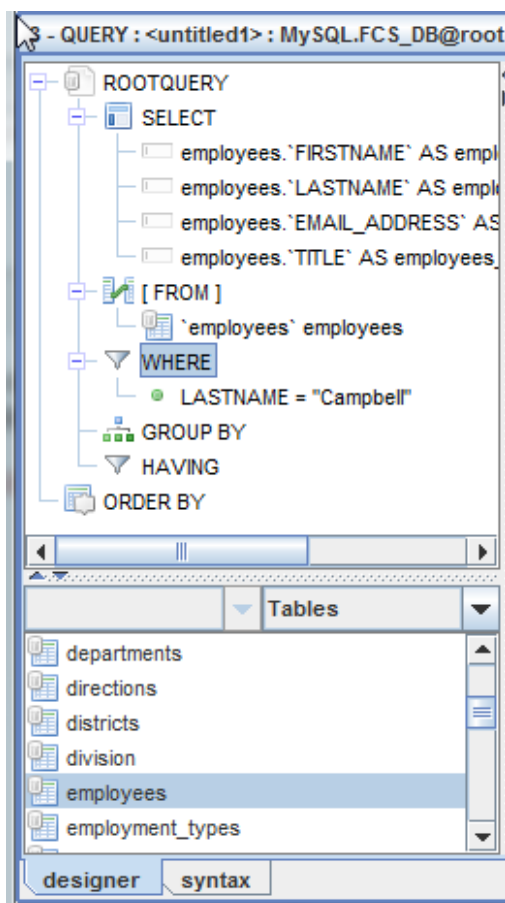 3 - QUERY : <untitled1> : MySQL.FCS_DB@root
ROOTQUERY
SELECT
employees.`FIRSTNAME` AS empl
employees.`LASTNAME` AS empl
employees.`EMAIL_ADDRESS` AS
employees.`TITLE` AS employees_
[ FROM ]
`employees` employees
WHERE
LASTNAME = "Campbell"
GROUP BY
HAVING
ORDER BY
Tables
departments
directions
districts
division
employees
employment_types
designer syntax